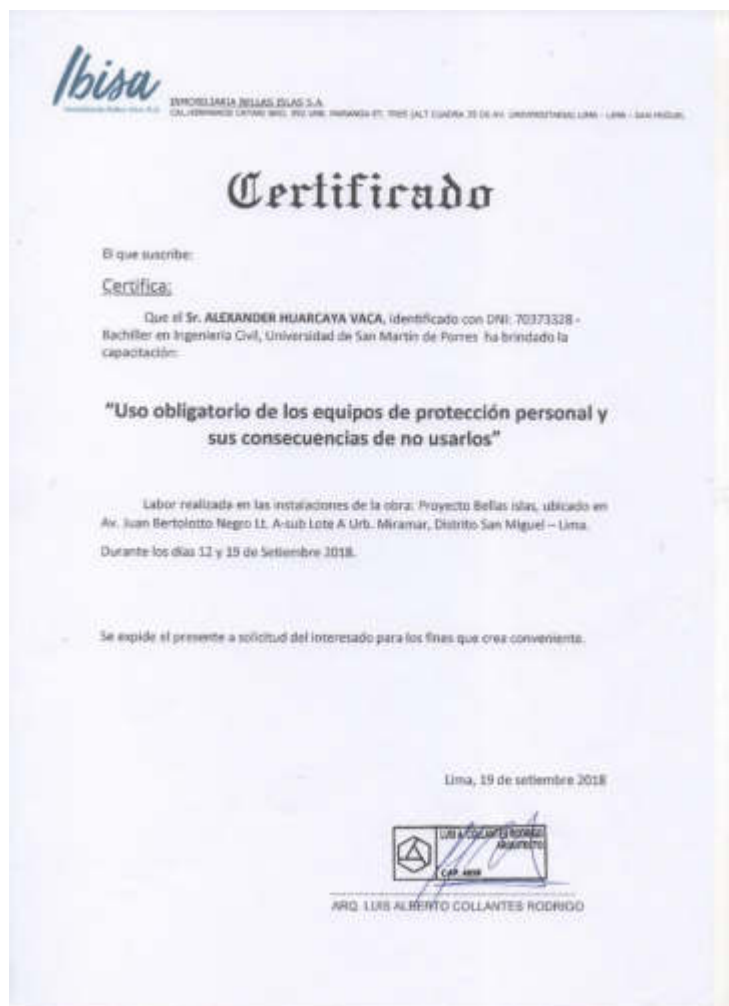 Ibisa
INMOBILIARIA BELLAS ISLAS S.A.
Certificado
El que suscribe:
Certifica:
Que el Sr. ALEXANDER HUARCAYA VACA, identificado con DNI: 70373328 -
Bachiller en Ingeniería Civil, Universidad de San Martin de Porres ha brindado la
capacitación:
“Uso obligatorio de los equipos de protección personal y
sus consecuencias de no usarlos”
Labor realizada en las instalaciones de la obra: Proyecto Bellas islas, ubicado en
Av. Juan Bertolotto Negro Lt. A-sub Lote A Urb. Miramar, Distrito San Miguel – Lima.
Durante los días 12 y 19 de Setiembre 2018.
Se expide el presente a solicitud del interesado para los fines que crea conveniente.
Lima, 19 de setiembre 2018
LUIS A. COLLANTES RODRIGO
ARQUITECTO
CAP.
ARQ. LUIS ALBERTO COLLANTES RODRIGO